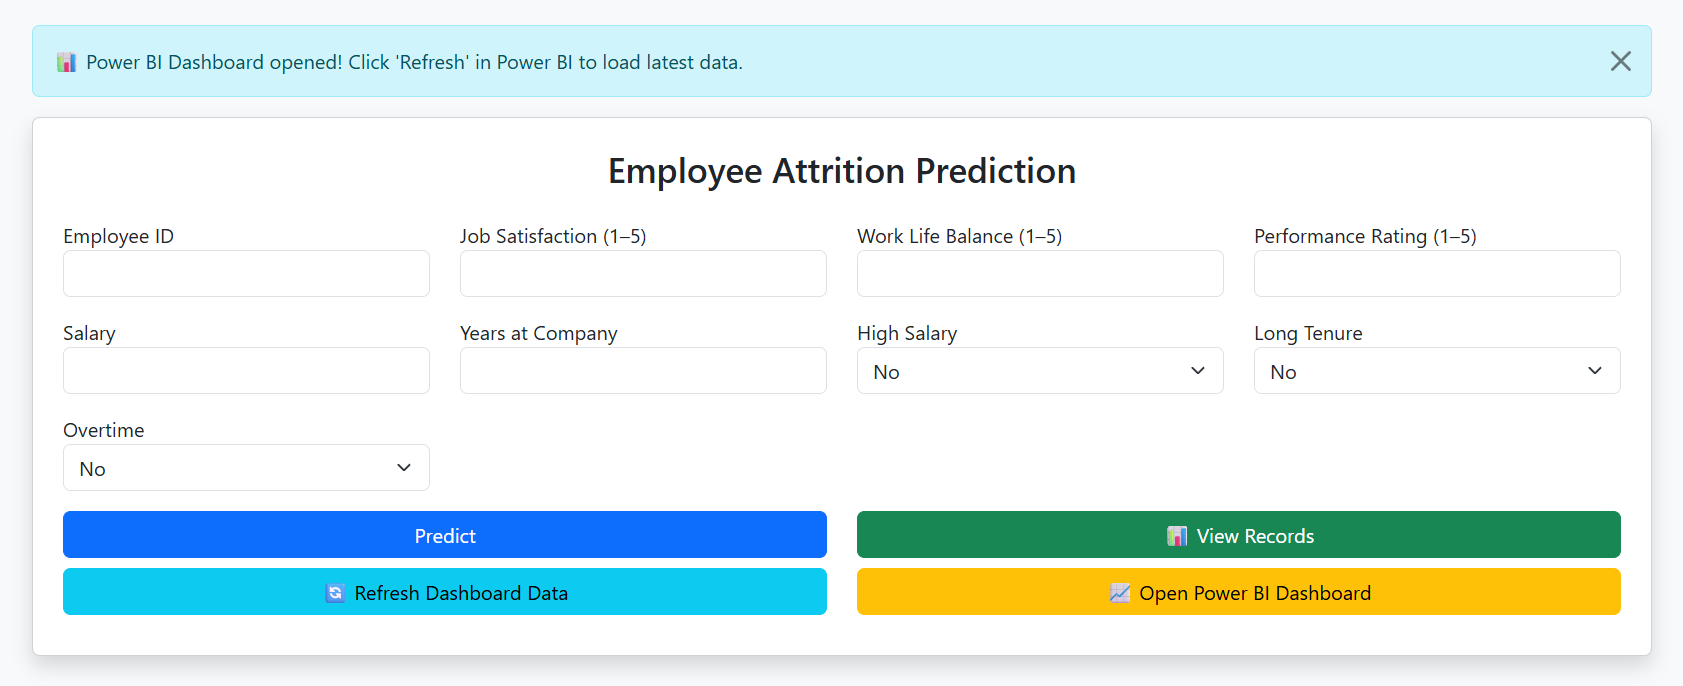 Power BI Dashboard opened! Click 'Refresh' in Power BI to load latest data.
Employee Attrition Prediction
Employee ID
Job Satisfaction (1–5)
Work Life Balance (1–5)
Performance Rating (1–5)
Salary
Years at Company
High Salary
Long Tenure
No
No
Overtime
No
Predict
View Records
Refresh Dashboard Data
Open Power BI Dashboard